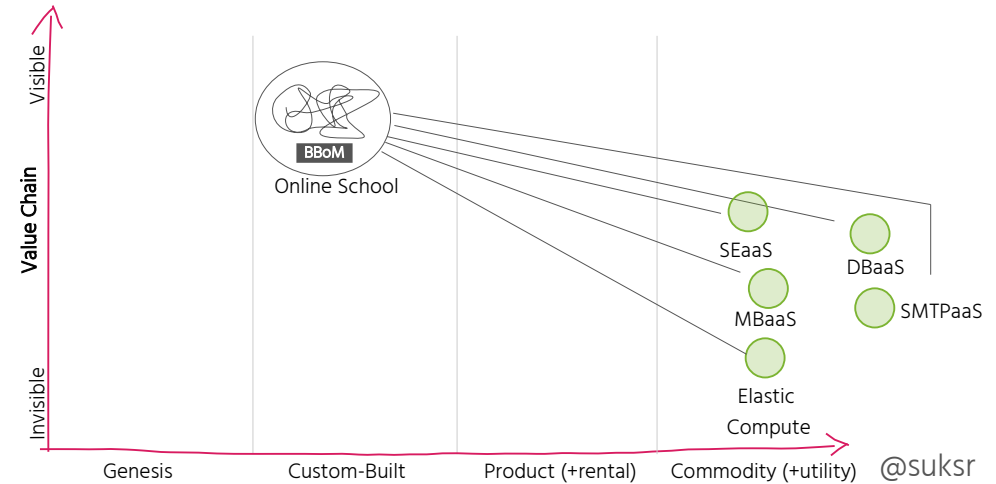 Visible
Value Chain
Invisible
BBoM
Online School
SEaaS
DBaaS
MBaaS
SMTPaaS
Elastic
Compute
Genesis
Custom-Built
Product (+rental)
Commodity (+utility)
@suksr